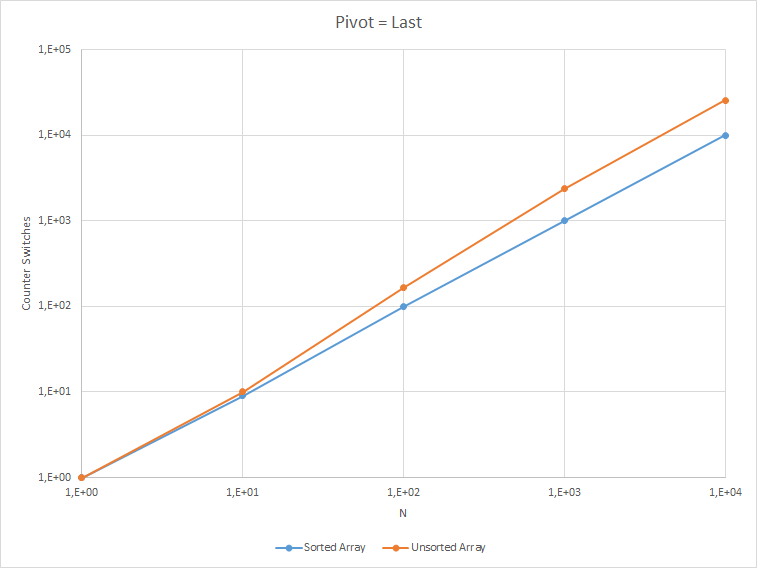 Pivot = Last
1,E+05
1,E+04
1,E+03
1,E+02
1,E+01
1,E+00
Counter Switches
1,E+00 1,E+01 1,E+02 1,E+03 1,E+04
N
Sorted Array Unsorted Array